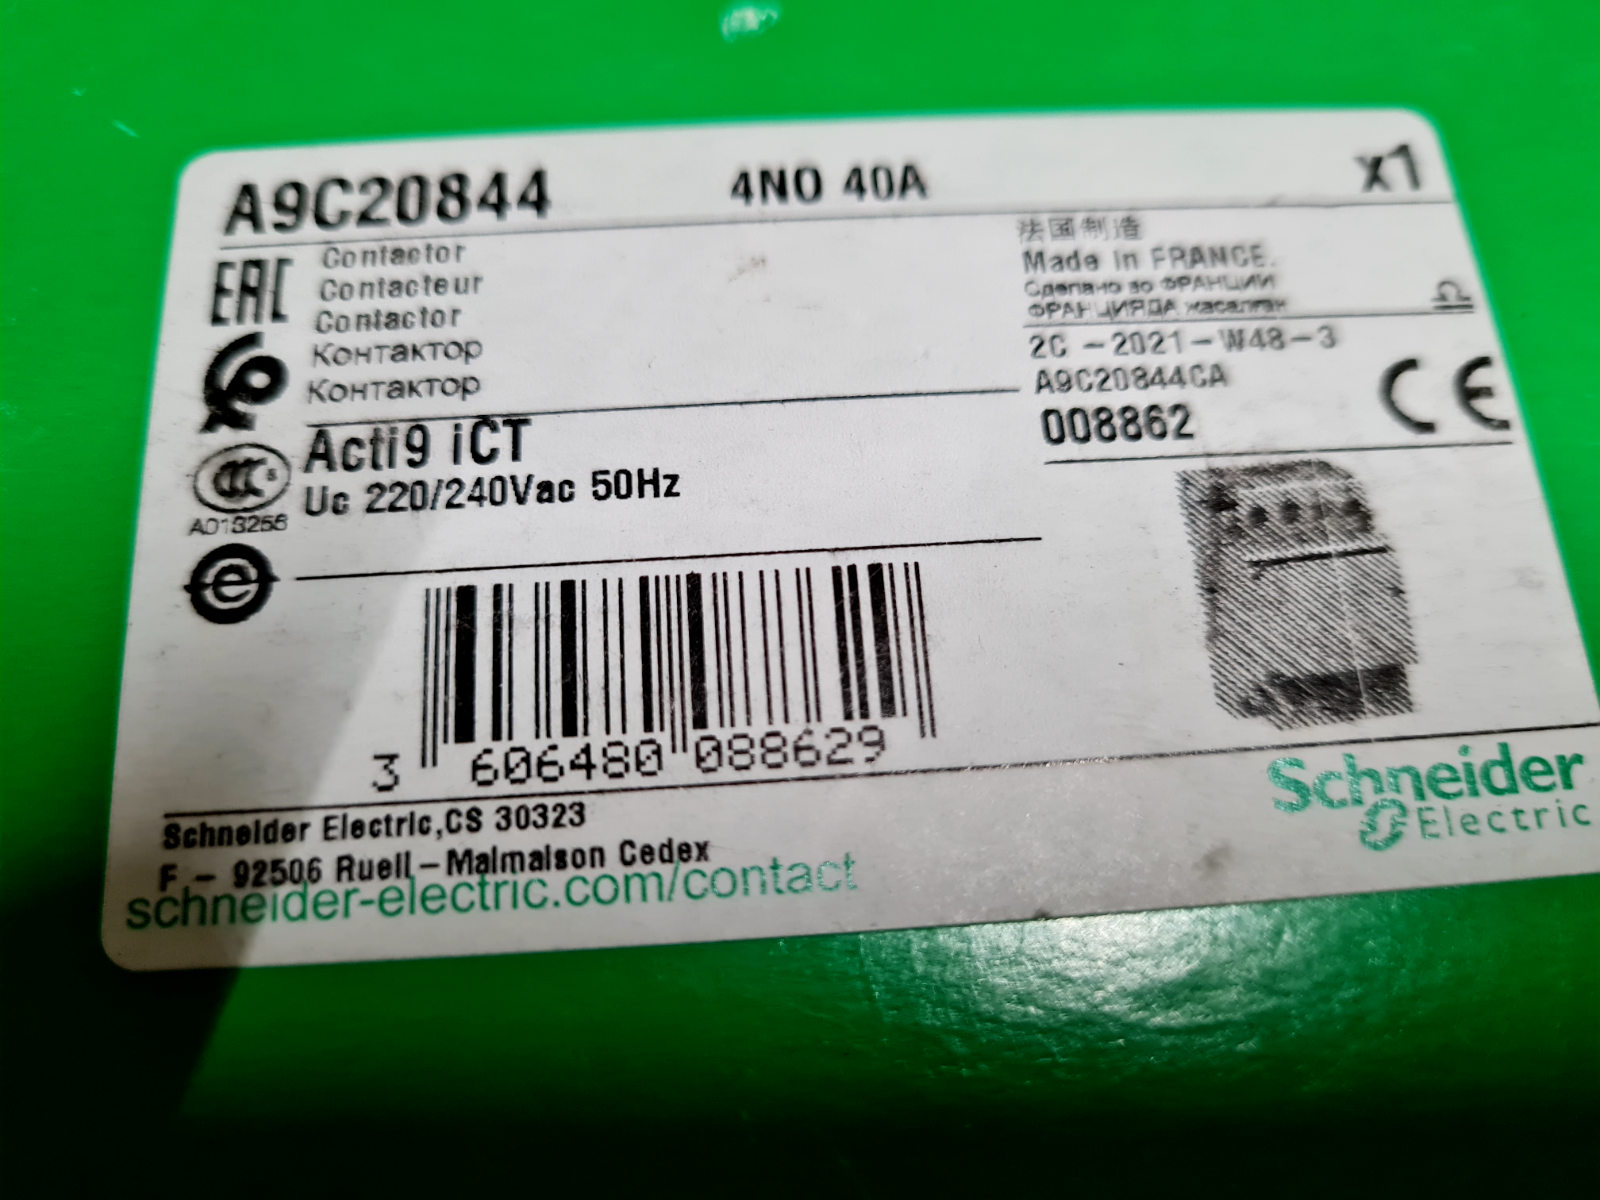 A9C20844 4NO 40A x1
EAC
Contactor
Contacteur
Contactor
Контактор
Контактор
法国制造
Made in FRANCE.
Сделано во ФРАНЦИИ
ФРАНЦИЯДА жасалған
2C - 2021 - W48 - 3
A9C20844CA
008862
CE
CCC S
A013256
Acti9 iCT
Uc 220/240Vac 50Hz
e
3 606480 088629
Schneider Electric,CS 30323
F - 92506 Rueil - Malmaison Cedex
schneider-electric.com/contact
Schneider
Electric